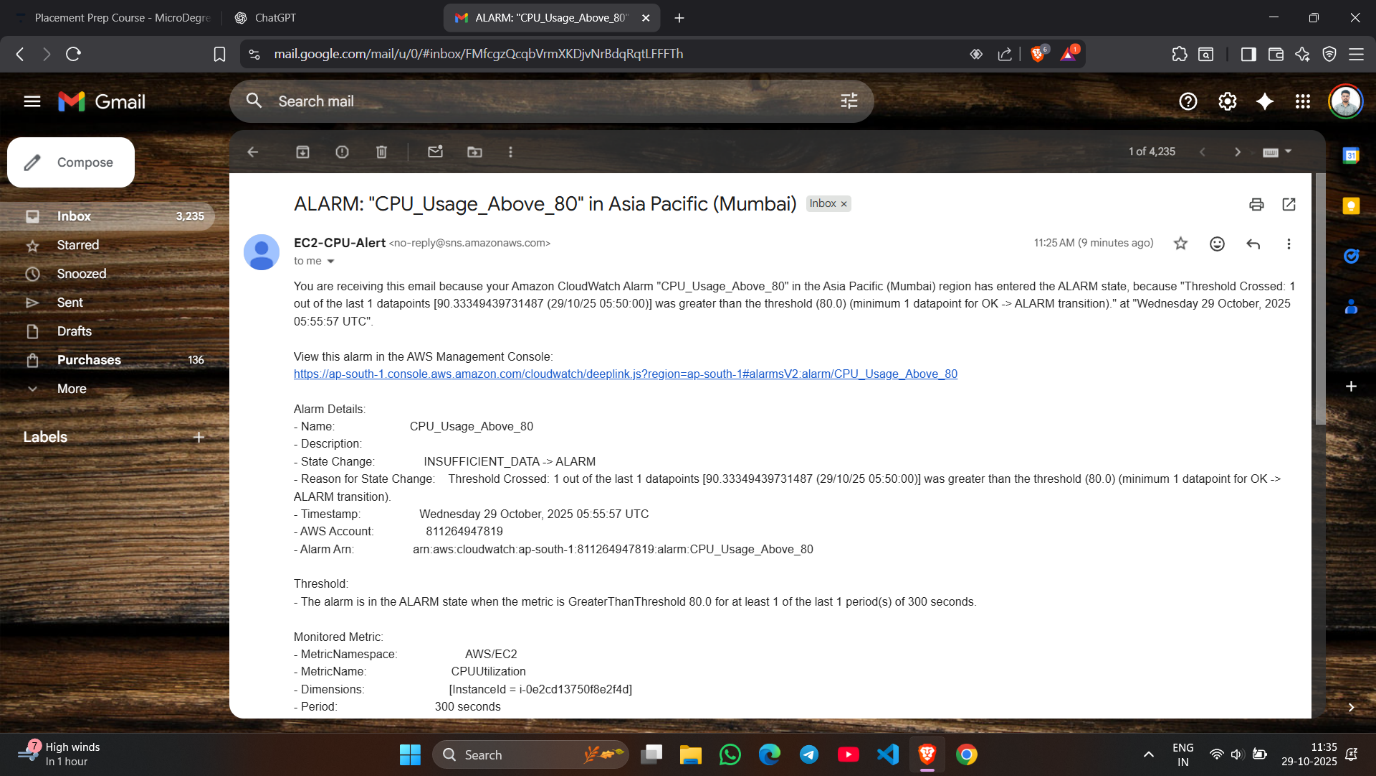 Placement Prep Course - MicroDegre
ChatGPT
ALARM: "CPU_Usage_Above_80"
mail.google.com/mail/u/0/#inbox/FMfcgzQcqbVrmXKDjvNrBdqRqtLFFFTh
6
1
Gmail
Search mail
Compose
1 of 4,235
31
Inbox 3,235
Starred
Snoozed
Sent
Drafts
Purchases 136
More
Labels
ALARM: "CPU_Usage_Above_80" in Asia Pacific (Mumbai) Inbox x
EC2-CPU-Alert <no-reply@sns.amazonaws.com> 11:25 AM (9 minutes ago)
to me
You are receiving this email because your Amazon CloudWatch Alarm "CPU_Usage_Above_80" in the Asia Pacific (Mumbai) region has entered the ALARM state, because "Threshold Crossed: 1
out of the last 1 datapoints [90.33349439731487 (29/10/25 05:50:00)] was greater than the threshold (80.0) (minimum 1 datapoint for OK -> ALARM transition)." at "Wednesday 29 October, 2025
05:55:57 UTC".
View this alarm in the AWS Management Console:
https://ap-south-1.console.aws.amazon.com/cloudwatch/deeplink.js?region=ap-south-1#alarmsV2:alarm/CPU_Usage_Above_80
Alarm Details:
- Name: CPU_Usage_Above_80
- Description:
- State Change: INSUFFICIENT_DATA -> ALARM
- Reason for State Change: Threshold Crossed: 1 out of the last 1 datapoints [90.33349439731487 (29/10/25 05:50:00)] was greater than the threshold (80.0) (minimum 1 datapoint for OK ->
ALARM transition).
- Timestamp: Wednesday 29 October, 2025 05:55:57 UTC
- AWS Account: 811264947819
- Alarm Arn: arn:aws:cloudwatch:ap-south-1:811264947819:alarm:CPU_Usage_Above_80
Threshold:
- The alarm is in the ALARM state when the metric is GreaterThanThreshold 80.0 for at least 1 of the last 1 period(s) of 300 seconds.
Monitored Metric:
- MetricNamespace: AWS/EC2
- MetricName: CPUUtilization
- Dimensions: [InstanceId = i-0e2cd13750f8e2f4d]
- Period: 300 seconds
7
High winds
In 1 hour
Search
ENG
IN
11:35
29-10-2025